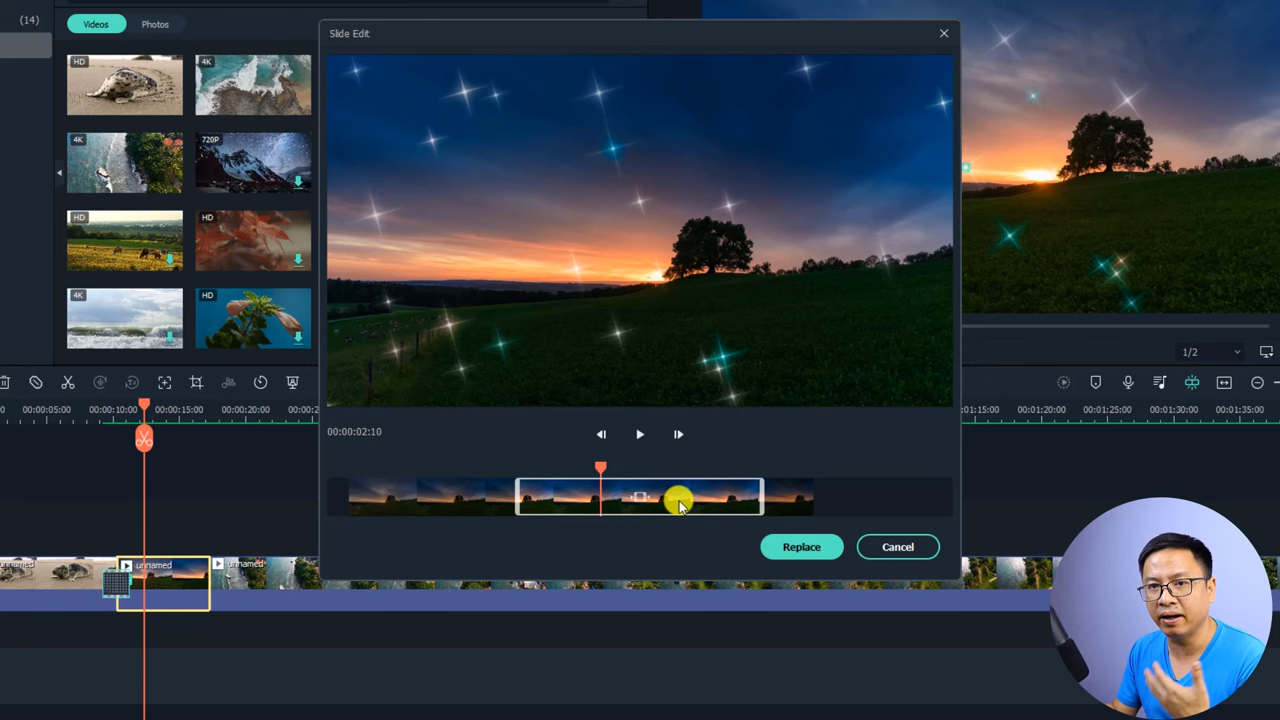 (14)
Videos
Photos
Slide Edit
HD
4K
4K
720P
HD
HD
4K
HD
00:00:02:10
1/2
00:00:05:00
00:00:10:00
00:00:15:00
00:00:20:00
:01:15:00
00:01:20:00
00:01:25:00
00:01:30:00
00:01:35:00
Replace
Cancel
unnamed
unnamed
unnamed